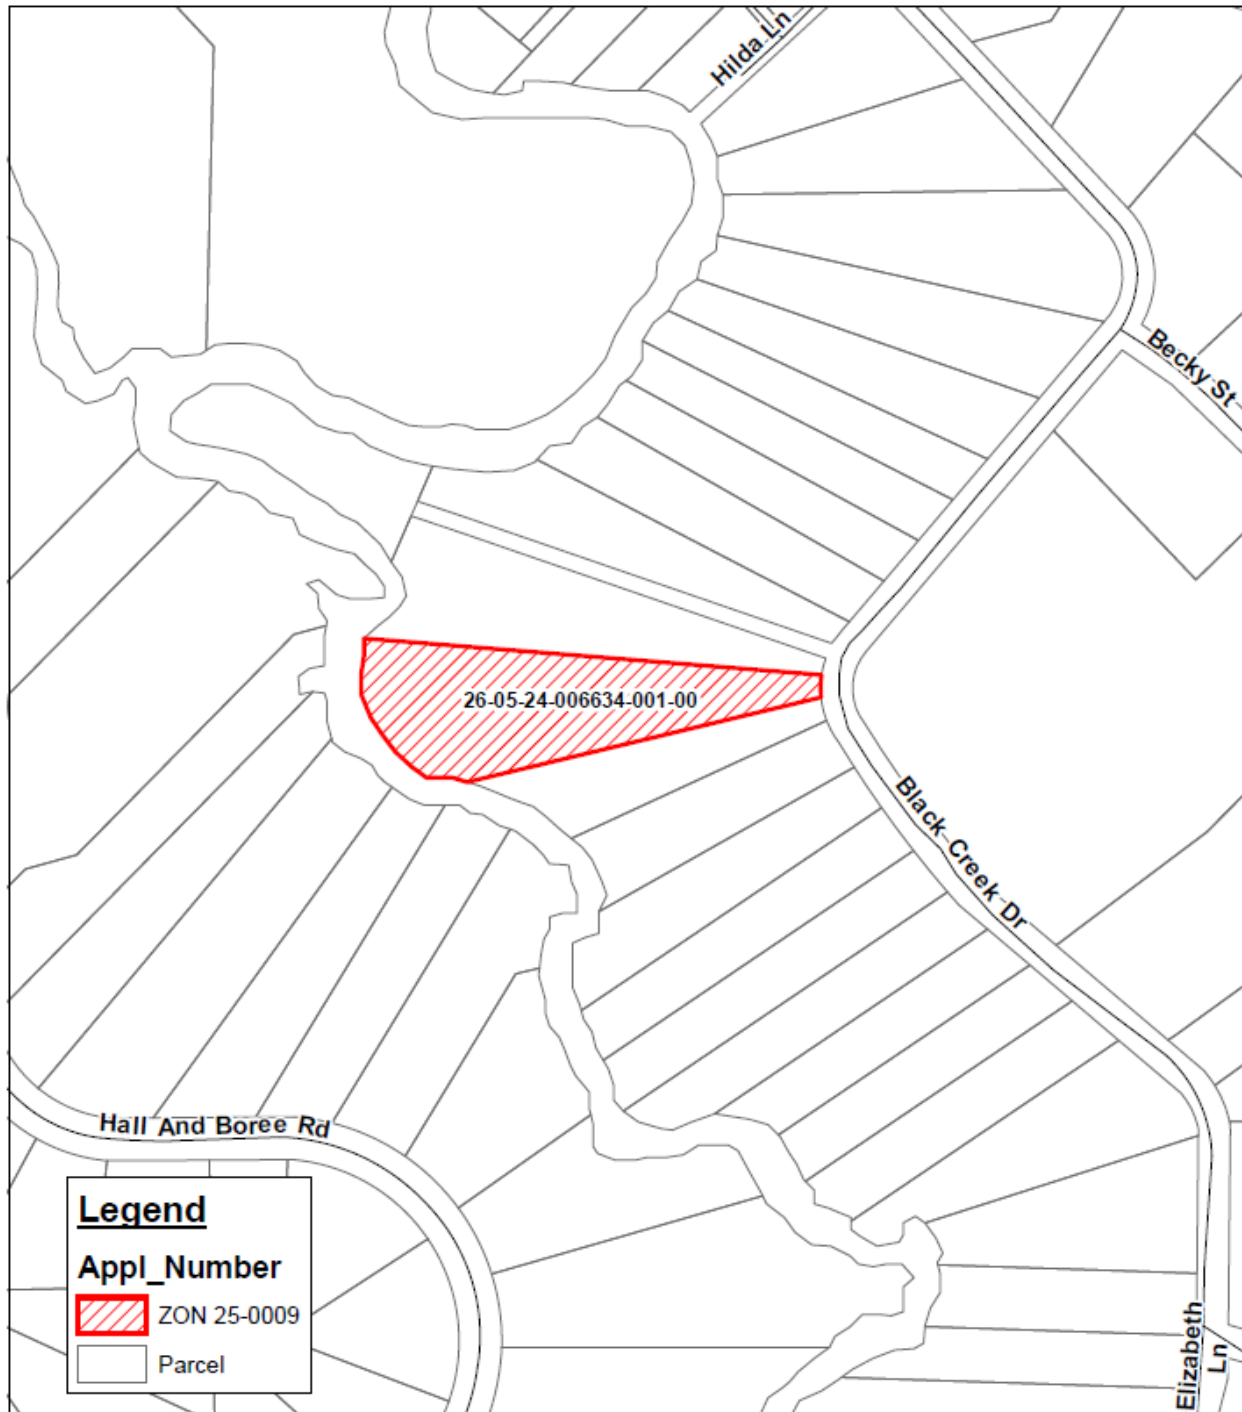 Hilda Ln
Becky St
26-05-24-006634-001-00
Black Creek Dr
Hall And Boree Rd
Legend
Appl_Number
ZON 25-0009
Parcel
Elizabeth
Ln